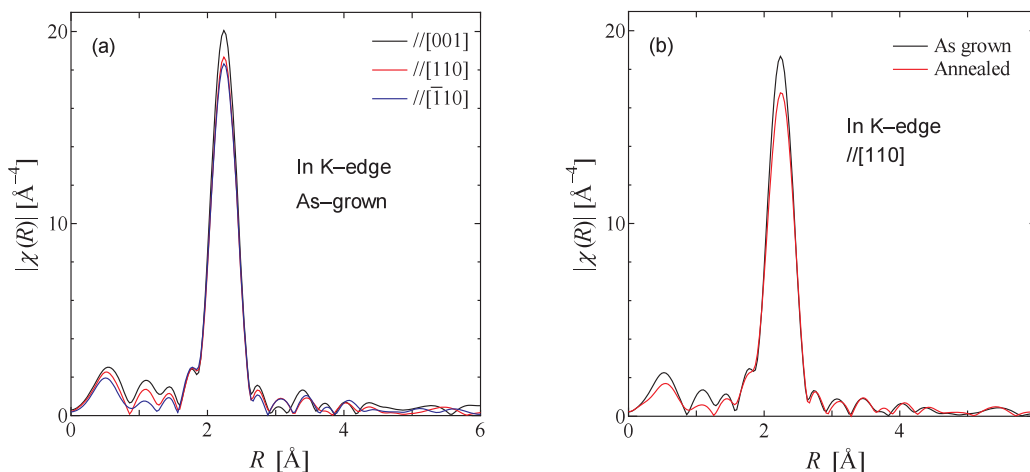 (a)
//[001]
//[110]
//[1̅10]
In K–edge
As–grown
|χ(R)| [Å⁻⁴]
20
10
0
0 2 4 6
R [Å]
(b)
As grown
Annealed
In K–edge
//[110]
|χ(R)| [Å⁻⁴]
20
10
0
0 2 4
R [Å]